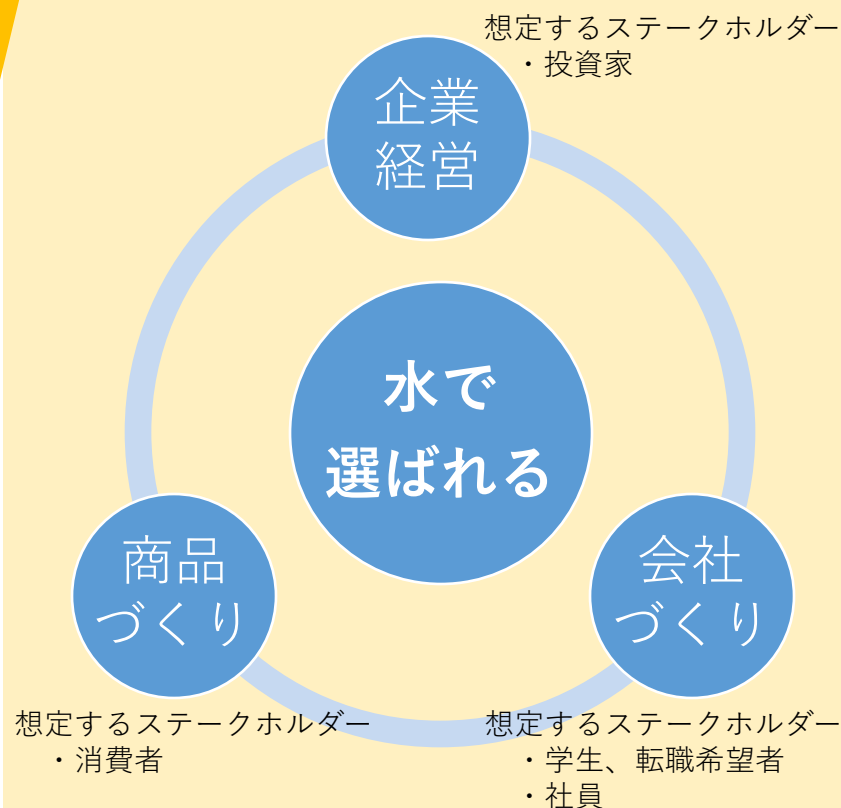 想定するステークホルダー
・投資家
企業
経営
水で
選ばれる
商品
づくり
会社
づくり
想定するステークホルダー
・消費者
想定するステークホルダー
・学生、転職希望者
・社員